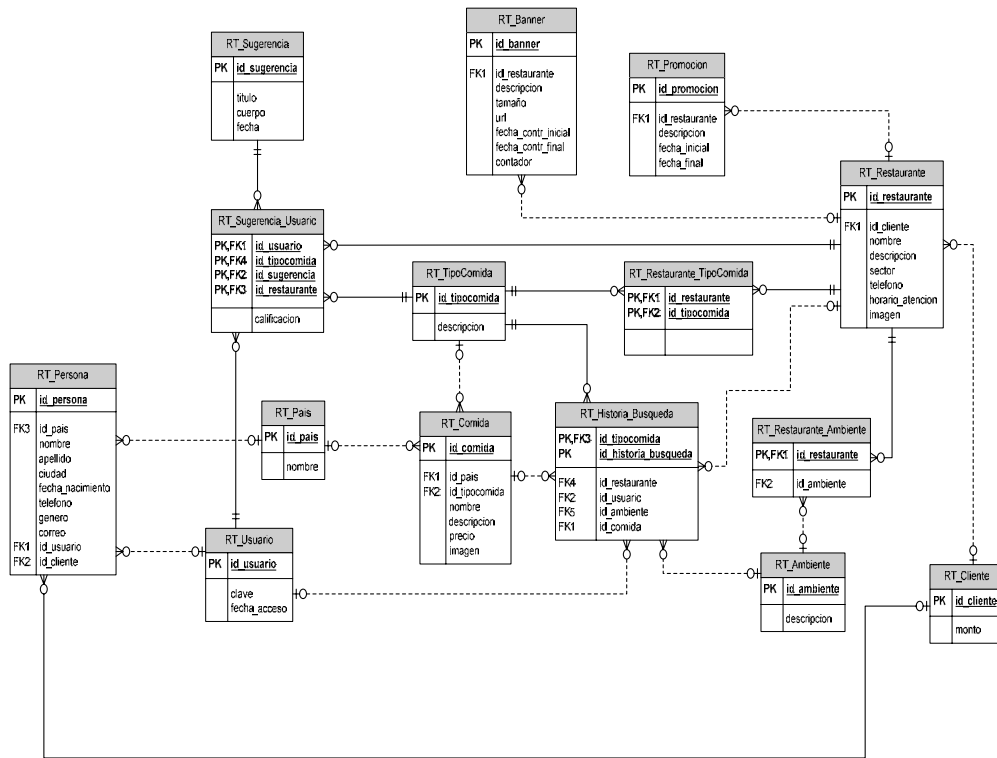 RT_Banner
PK id_banner
FK1 id_restaurante
descripcion
tamaño
url
fecha_contr_inicial
fecha_contr_final
contador
RT_Sugerencia
PK id_sugerencia
titulo
cuerpo
fecha
RT_Promocion
PK id_promocion
FK1 id_restaurante
descripcion
fecha_inicial
fecha_final
RT_Restaurante
PK id_restaurante
FK1 id_cliente
nombre
descripcion
sector
telefono
horario_atencion
imagen
RT_Sugerencia_Usuaric
PK,FK1 id_usuario
PK,FK4 id_tipocomida
PK,FK2 id_sugerencia
PK,FK3 id_restaurante
calificacion
RT_TipoComida
PK id_tipocomida
descripcion
RT_Restaurante_TipoComida
PK,FK1 id_restaurante
PK,FK2 id_tipocomida
RT_Persona
PK id_persona
FK3 id_pais
nombre
apellido
ciudad
fecha_nacimiento
telefono
genero
correo
FK1 id_usuario
FK2 id_cliente
RT_Pais
PK id_pais
nombre
RT_Comida
PK id_comida
FK1 id_pais
FK2 id_tipocomida
nombre
descripcion
precio
imagen
RT_Historia_Busqueda
PK,FK3 id_tipocomida
PK id_historia_busqueda
FK4 id_restaurante
FK2 id_usuaric
FK5 id_ambiente
FK1 id_comida
RT_Restaurante_Ambiente
PK,FK1 id_restaurante
FK2 id_ambiente
RT_Usuario
PK id_usuario
clave
fecha_acceso
RT_Ambiente
PK id_ambiente
descripcion
RT_Cliente
PK id_cliente
monto